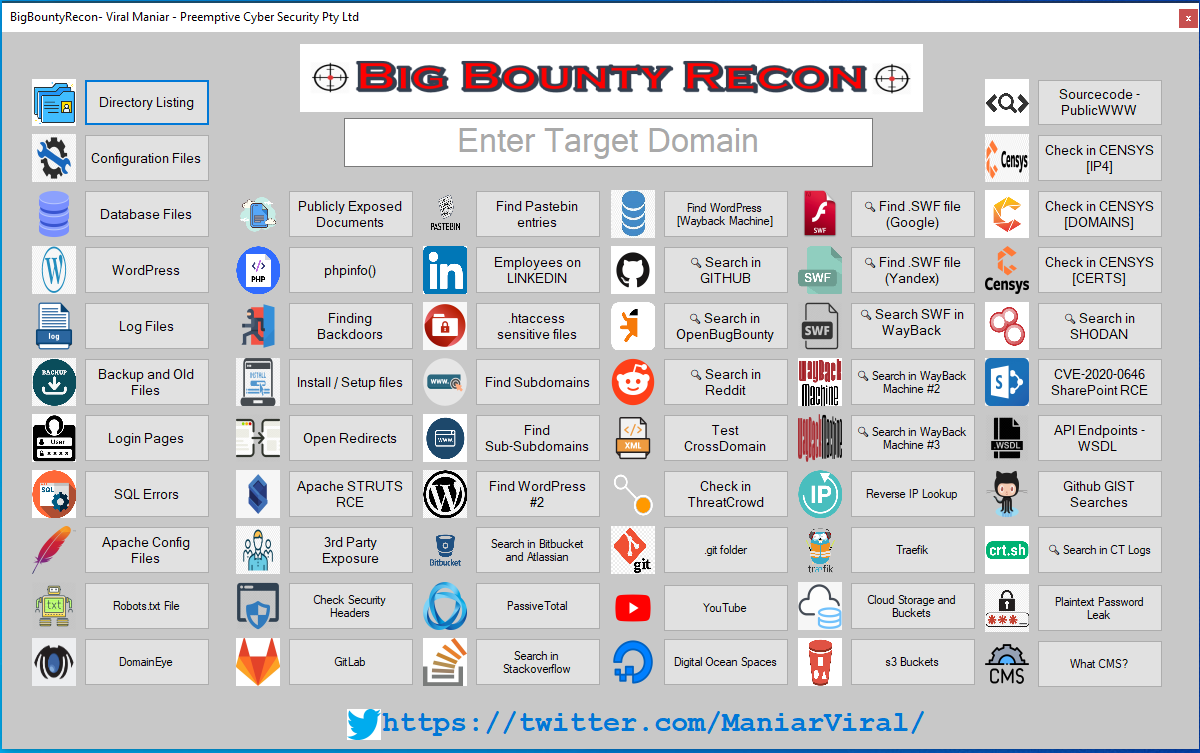 BigBountyRecon- Viral Maniar - Preemptive Cyber Security Pty Ltd
x
BIG BOUNTY RECON
Enter Target Domain
Directory Listing
Configuration Files
Database Files
WordPress
log
Log Files
BACKUP
Backup and Old
Files
User
Login Pages
SQL
SQL Errors
Apache Config
Files
txt
Robots.txt File
DomainEye
Publicly Exposed
Documents
PHP
phpinfo()
Finding
Backdoors
INSTALL
Install / Setup files
Open Redirects
Apache STRUTS
RCE
3rd Party
Exposure
Check Security
Headers
GitLab
PASTEBIN
Find Pastebin
entries
in
Employees on
LINKEDIN
.htaccess
sensitive files
www.
Find Subdomains
WWW.
Find
Sub-Subdomains
Find WordPress
#2
Bitbucket
Search in Bitbucket
and Atlassian
PassiveTotal
Search in
Stackoverflow
Find WordPress
[Wayback Machine]
Search in
GITHUB
Search in
OpenBugBounty
Search in
Reddit
XML
Test
CrossDomain
Check in
ThreatCrowd
git
.git folder
YouTube
Digital Ocean Spaces
SWF
Find .SWF file
(Google)
SWF
Find .SWF file
(Yandex)
SWF
Search SWF in
WayBack
WayBack
Machine
Search in WayBack
Machine #2
WayBackMachine
Search in WayBack
Machine #3
IP
Reverse IP Lookup
træfik
Traefik
Cloud Storage and
Buckets
s3 Buckets
Sourcecode -
PublicWWW
Censys
Check in CENSYS
[IP4]
Check in CENSYS
[DOMAINS]
Censys
Check in CENSYS
[CERTS]
Search in
SHODAN
S
CVE-2020-0646
SharePoint RCE
WSDL
API Endpoints -
WSDL
Github GIST
Searches
crt.sh
Search in CT Logs
Plaintext Password
Leak
CMS
What CMS?
https://twitter.com/ManiarViral/